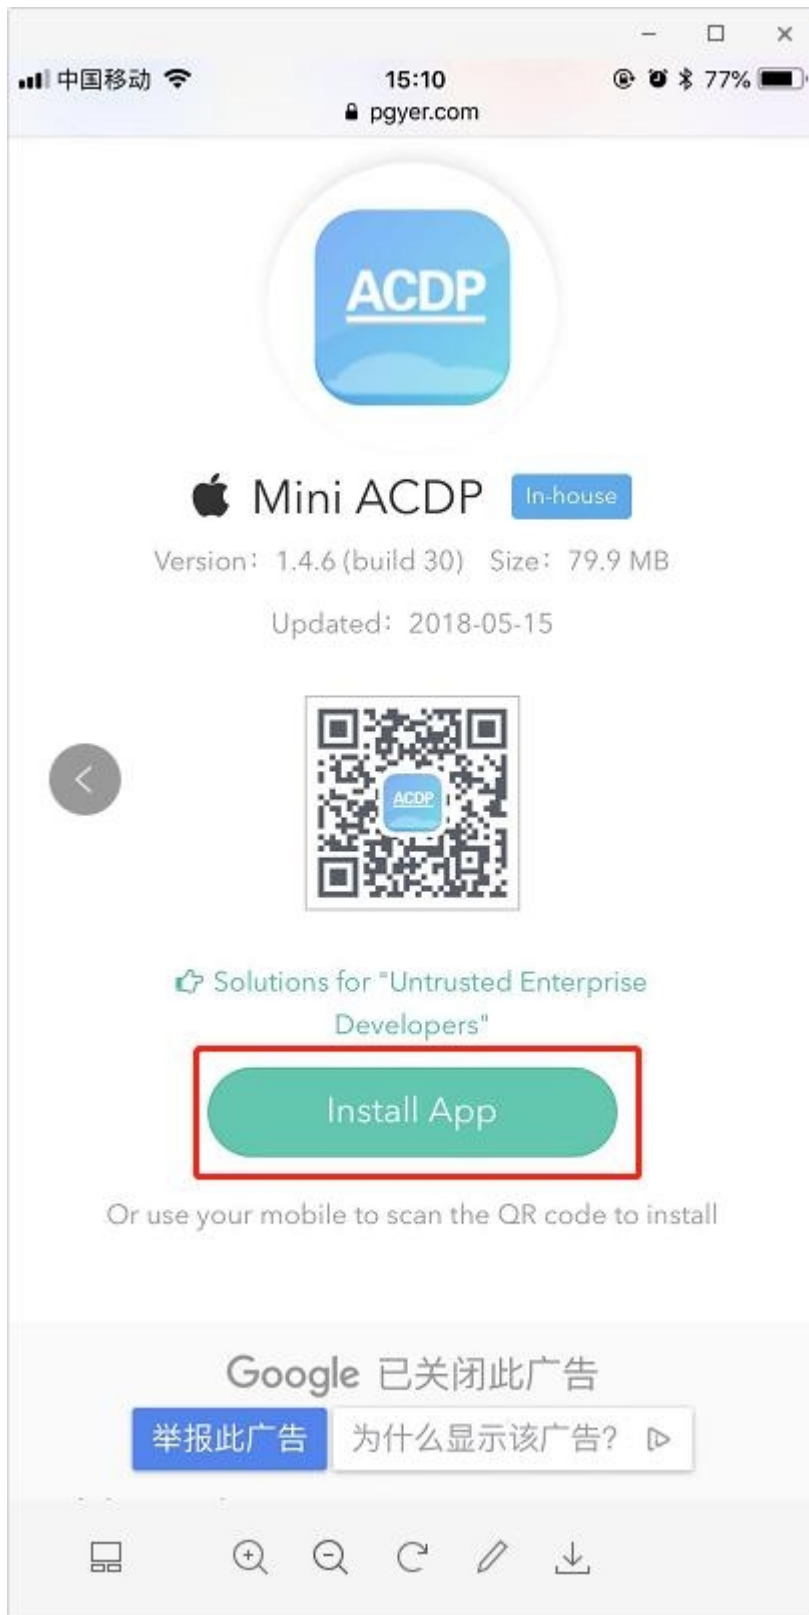 中国移动 15:10 77%
pgyer.com
ACDP
Mini ACDP In-house
Version: 1.4.6 (build 30) Size: 79.9 MB
Updated: 2018-05-15
ACDP
Solutions for "Untrusted Enterprise
Developers"
Install App
Or use your mobile to scan the QR code to install
Google 已关闭此广告
举报此广告 为什么显示该广告?